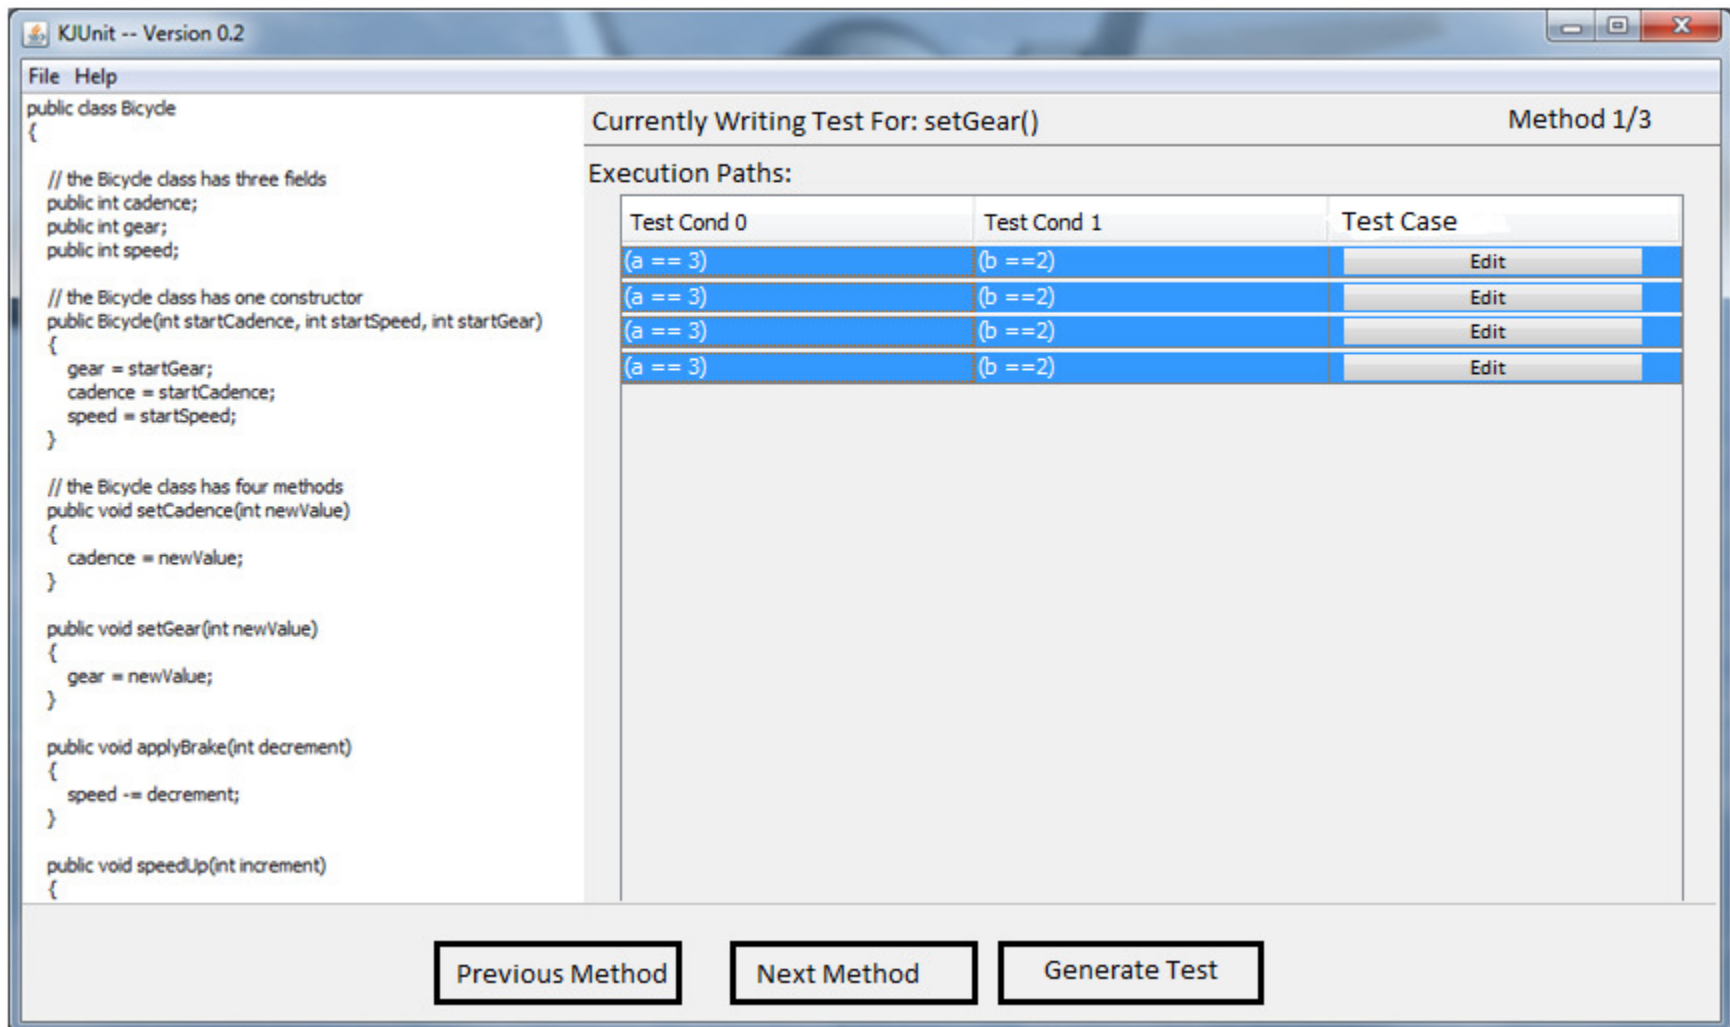 KJUnit -- Version 0.2
File Help
public class Bicycle
{
// the Bicycle class has three fields
public int cadence;
public int gear;
public int speed;
// the Bicycle class has one constructor
public Bicycle(int startCadence, int startSpeed, int startGear)
{
gear = startGear;
cadence = startCadence;
speed = startSpeed;
}
// the Bicycle class has four methods
public void setCadence(int newValue)
{
cadence = newValue;
}
public void setGear(int newValue)
{
gear = newValue;
}
public void applyBrake(int decrement)
{
speed -= decrement;
}
public void speedUp(int increment)
{
Currently Writing Test For: setGear() Method 1/3
Execution Paths:
Test Cond 0 Test Cond 1 Test Case
(a == 3) (b ==2) Edit
(a == 3) (b ==2) Edit
(a == 3) (b ==2) Edit
(a == 3) (b ==2) Edit
Previous Method Next Method Generate Test